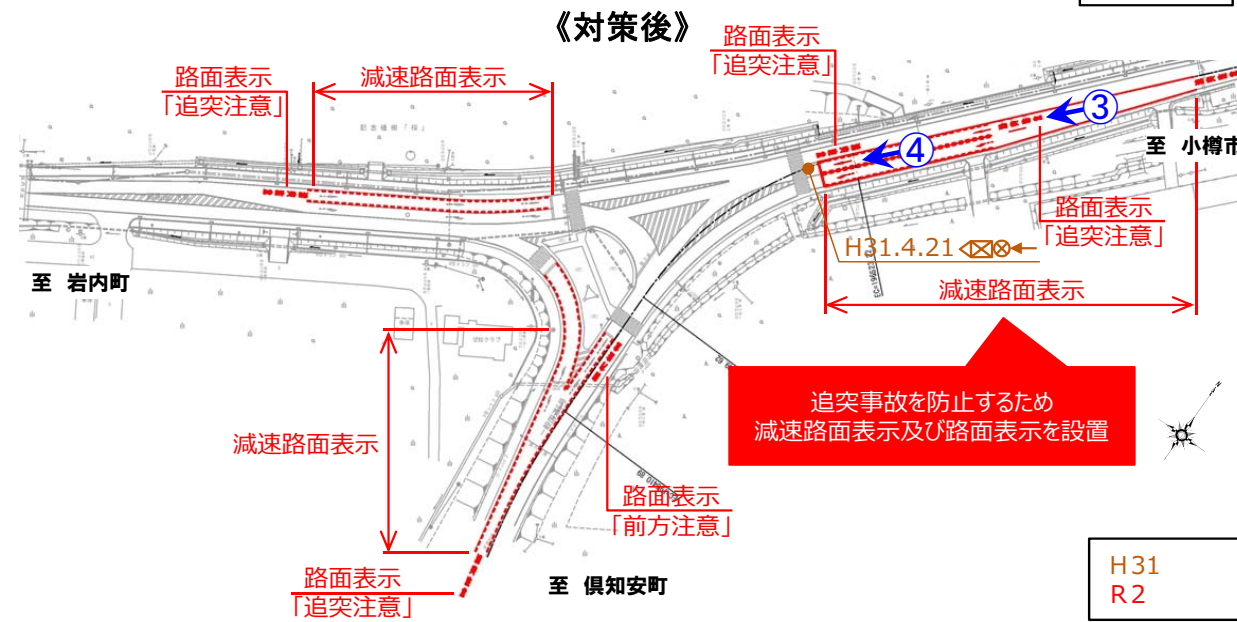 《対策後》
路面表示
「追突注意」
減速路面表示
路面表示
「追突注意」
③
④
至 小樽市
路面表示
「追突注意」
H31.4.21
減速路面表示
至 岩内町
追突事故を防止するため
減速路面表示及び路面表示を設置
減速路面表示
路面表示
「前方注意」
路面表示
「追突注意」
至 倶知安町
H31
R2